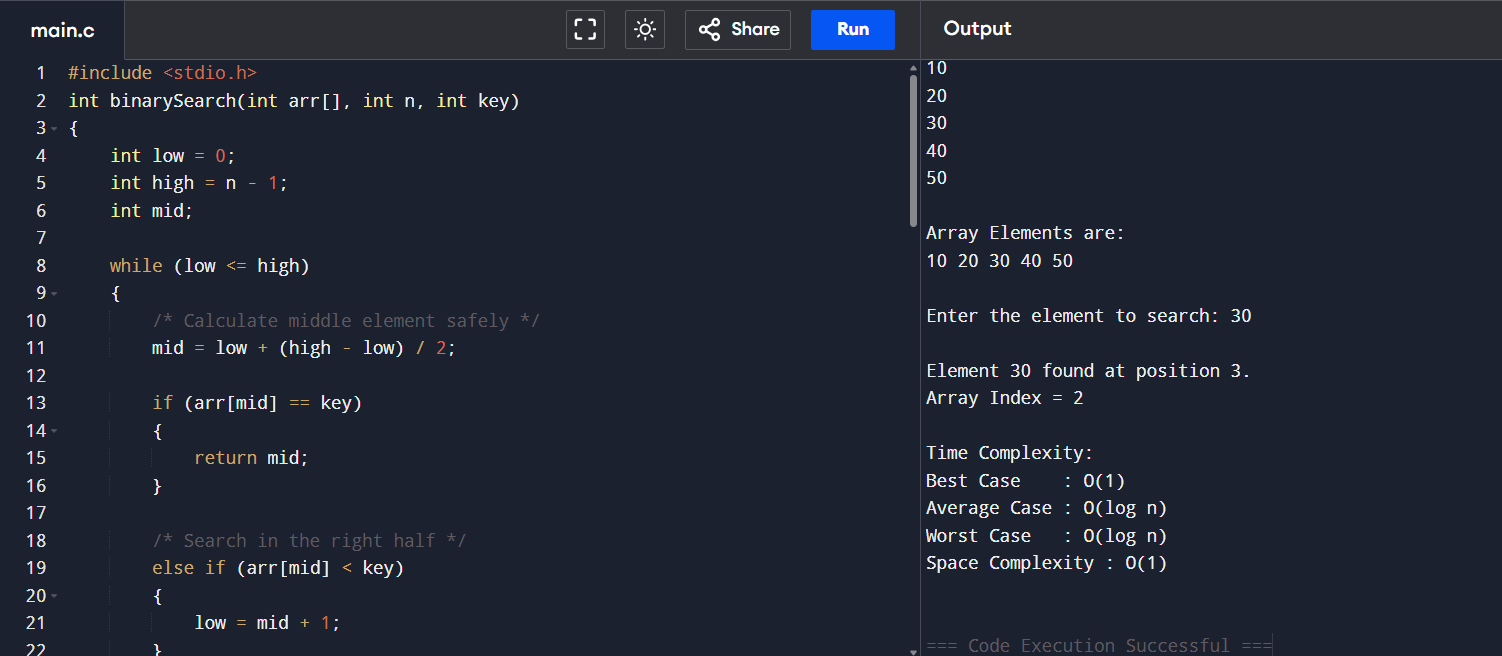 main.c
Share
Run
Output
1 #include <stdio.h>
2 int binarySearch(int arr[], int n, int key)
3 {
4     int low = 0;
5     int high = n - 1;
6     int mid;
7
8     while (low <= high)
9     {
10         /* Calculate middle element safely */
11         mid = low + (high - low) / 2;
12
13         if (arr[mid] == key)
14         {
15             return mid;
16         }
17
18         /* Search in the right half */
19         else if (arr[mid] < key)
20         {
21             low = mid + 1;
22         }
10
20
30
40
50
Array Elements are:
10 20 30 40 50
Enter the element to search: 30
Element 30 found at position 3.
Array Index = 2
Time Complexity:
Best Case    : O(1)
Average Case : O(log n)
Worst Case   : O(log n)
Space Complexity : O(1)
=== Code Execution Successful ===